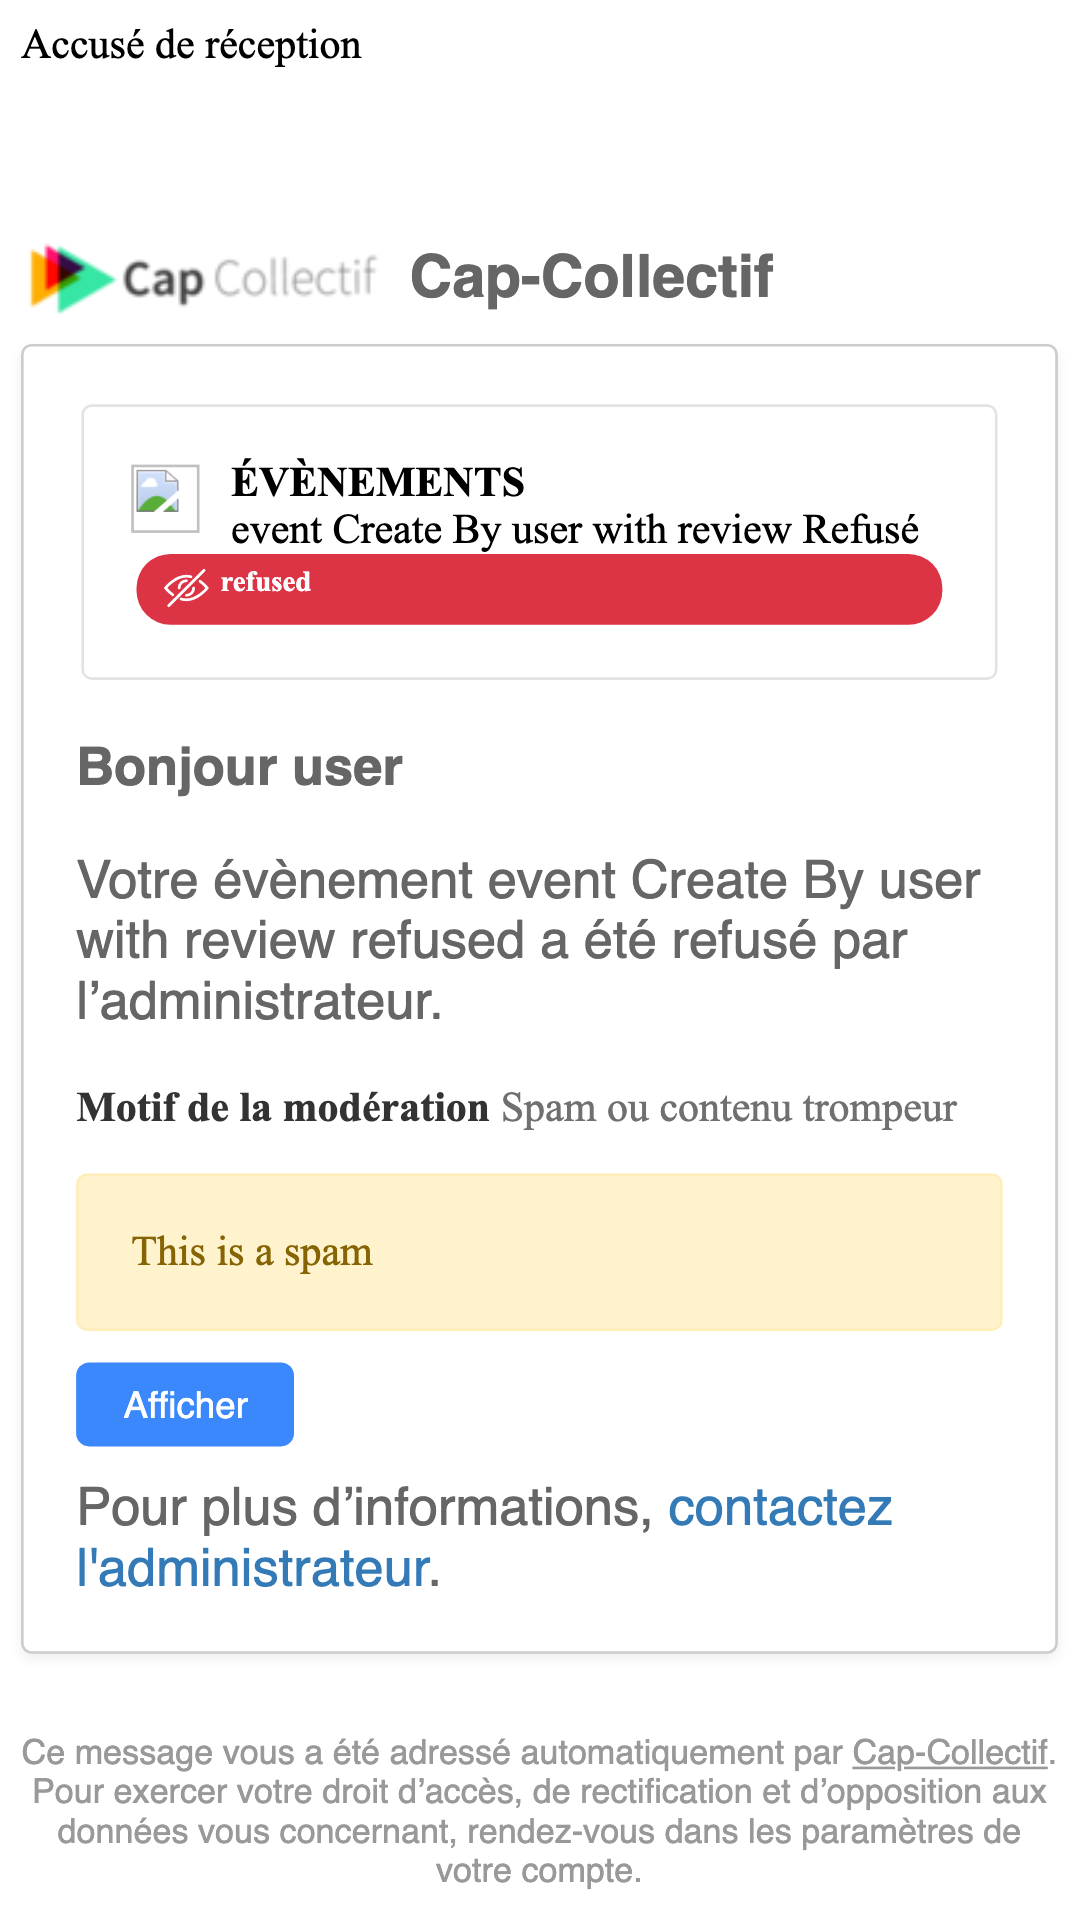 Accusé de réception
Cap Collectif Cap-Collectif
ÉVÈNEMENTS
event Create By user with review Refusé
refused
Bonjour user
Votre évènement event Create By user
with review refused a été refusé par
l’administrateur.
Motif de la modération Spam ou contenu trompeur
This is a spam
Afficher
Pour plus d’informations, contactez
l'administrateur.
Ce message vous a été adressé automatiquement par Cap-Collectif.
Pour exercer votre droit d’accès, de rectification et d’opposition aux
données vous concernant, rendez-vous dans les paramètres de
votre compte.